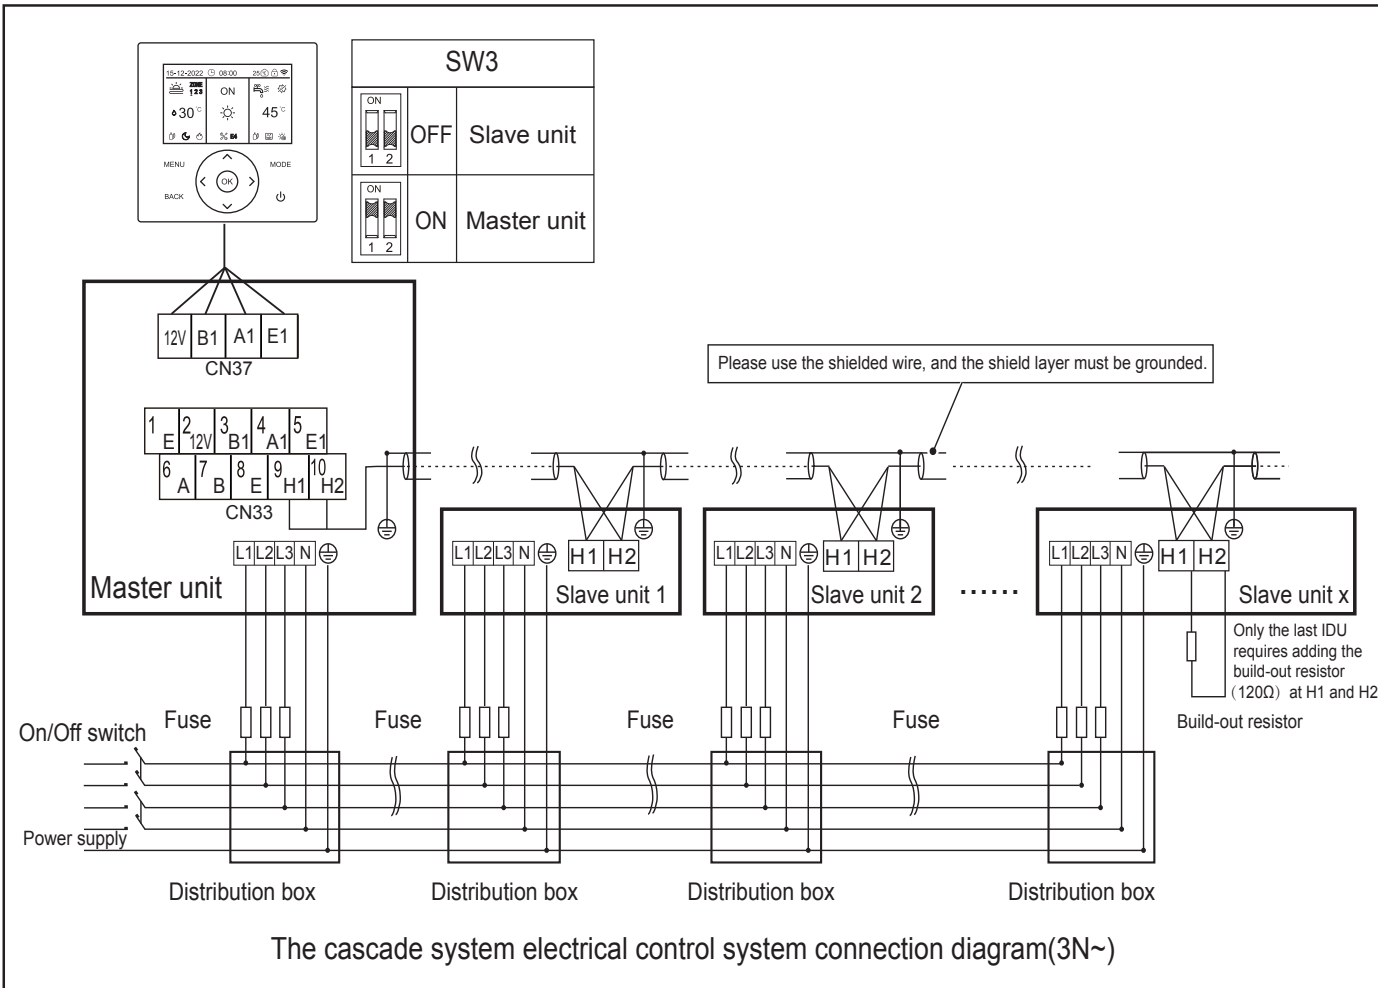 SW3
15-12-2022 08:00 25
ZONE
1 2 3
ON
30 °C
45 °C
E4
MENU
MODE
OK
BACK
ON
1 2
OFF
Slave unit
ON
1 2
ON
Master unit
12V B1 A1 E1
CN37
Please use the shielded wire, and the shield layer must be grounded.
1 E 2 12V 3 B1 4 A1 5 E1
6 A 7 B 8 E 9 H1 10 H2
CN33
L1 L2 L3 N
Master unit
L1 L2 L3 N
H1 H2
Slave unit 1
L1 L2 L3 N
H1 H2
Slave unit 2
......
L1 L2 L3 N
H1 H2
Slave unit x
Only the last IDU
requires adding the
build-out resistor
(120Ω) at H1 and H2
Build-out resistor
Fuse
Fuse
Fuse
Fuse
On/Off switch
Power supply
Distribution box
Distribution box
Distribution box
Distribution box
The cascade system electrical control system connection diagram(3N~)